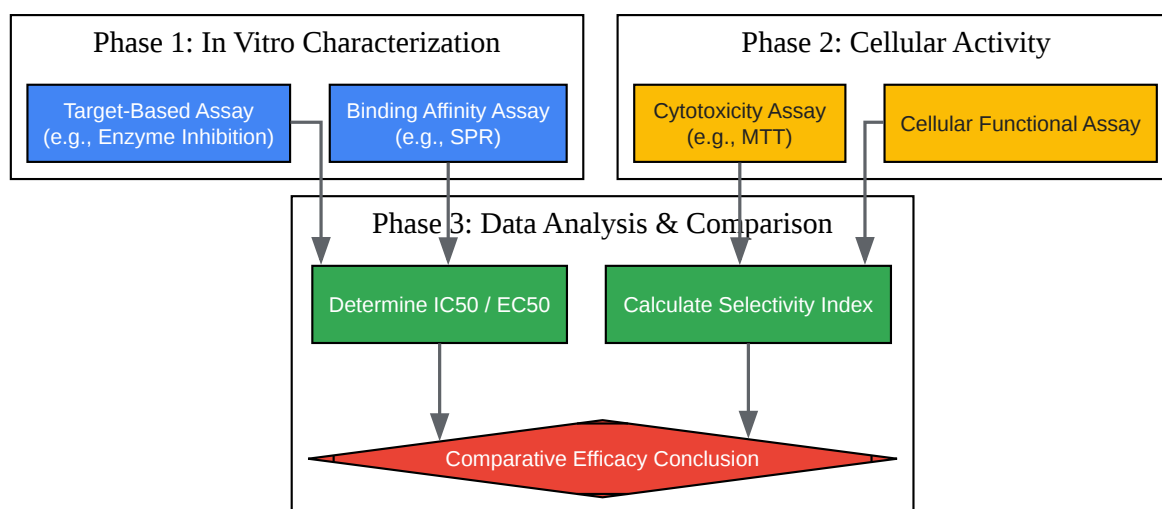 Phase 1: In Vitro Characterization
Target-Based Assay
(e.g., Enzyme Inhibition)
Binding Affinity Assay
(e.g., SPR)
Phase 2: Cellular Activity
Cytotoxicity Assay
(e.g., MTT)
Cellular Functional Assay
Phase 3: Data Analysis & Comparison
Determine IC50 / EC50
Calculate Selectivity Index
Comparative Efficacy Conclusion